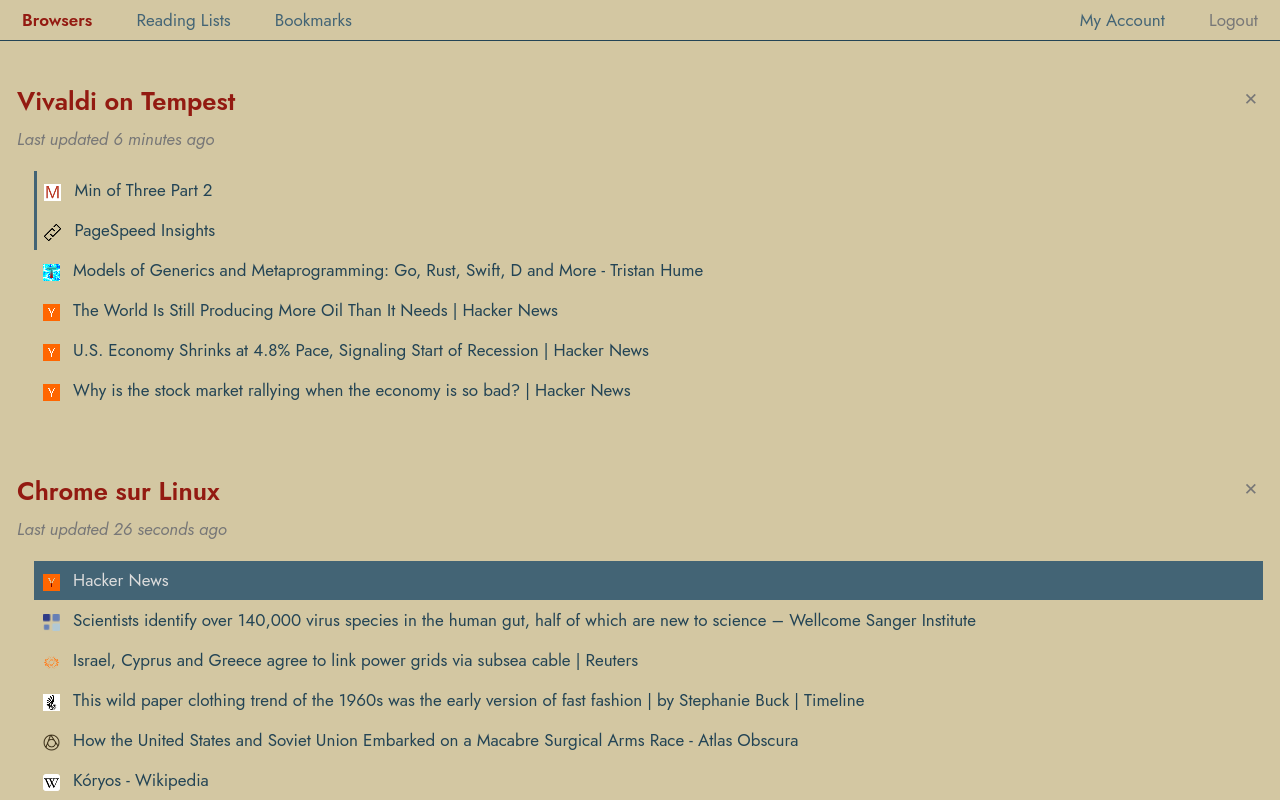 Browsers Reading Lists Bookmarks My Account Logout
Vivaldi on Tempest ×
Last updated 6 minutes ago
M Min of Three Part 2
PageSpeed Insights
Models of Generics and Metaprogramming: Go, Rust, Swift, D and More - Tristan Hume
Y The World Is Still Producing More Oil Than It Needs | Hacker News
Y U.S. Economy Shrinks at 4.8% Pace, Signaling Start of Recession | Hacker News
Y Why is the stock market rallying when the economy is so bad? | Hacker News
Chrome sur Linux ×
Last updated 26 seconds ago
Y Hacker News
Scientists identify over 140,000 virus species in the human gut, half of which are new to science – Wellcome Sanger Institute
Israel, Cyprus and Greece agree to link power grids via subsea cable | Reuters
This wild paper clothing trend of the 1960s was the early version of fast fashion | by Stephanie Buck | Timeline
How the United States and Soviet Union Embarked on a Macabre Surgical Arms Race - Atlas Obscura
W Kóryos - Wikipedia